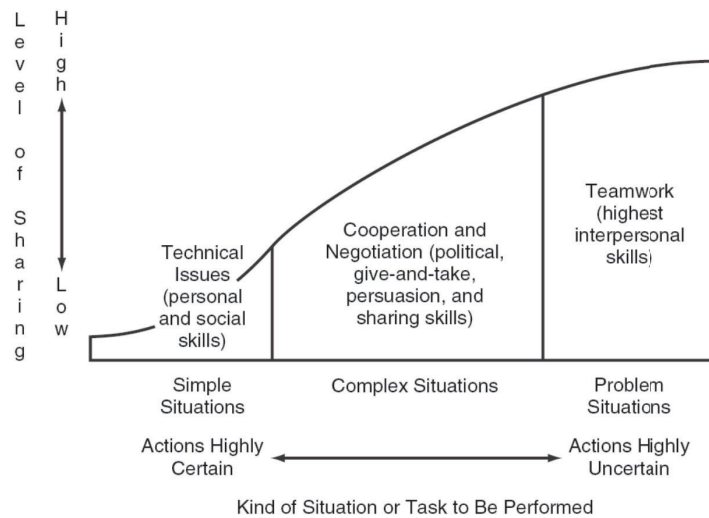 Level of Sharing
High
Low
Technical
Issues
(personal
and social
skills)
Cooperation and
Negotiation (political,
give-and-take,
persuasion, and
sharing skills)
Teamwork
(highest
interpersonal
skills)
Simple
Situations
Complex Situations
Problem
Situations
Actions Highly
Certain
Actions Highly
Uncertain
Kind of Situation or Task to Be Performed